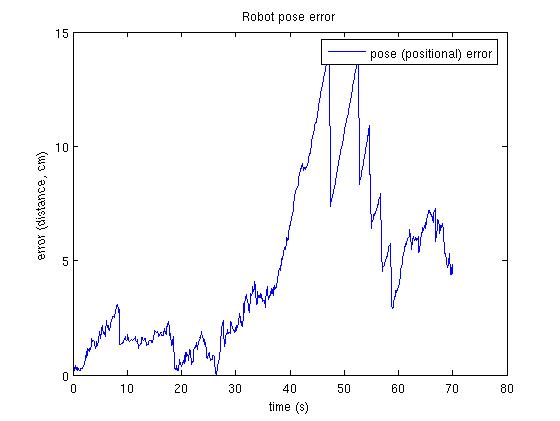 Robot pose error
pose (positional) error
15
10
5
0
error (distance, cm)
0 10 20 30 40 50 60 70 80
time (s)